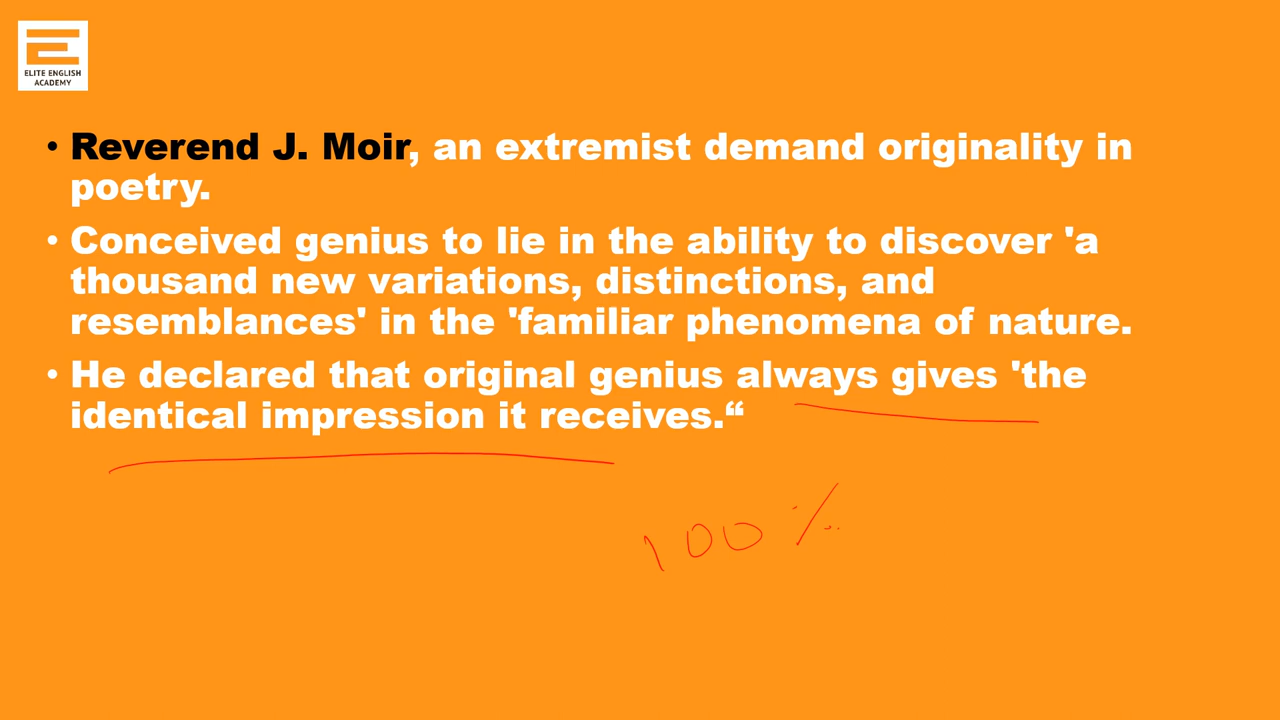 ELITE ENGLISH
ACADEMY
• Reverend J. Moir, an extremist demand originality in
poetry.
• Conceived genius to lie in the ability to discover 'a
thousand new variations, distinctions, and
resemblances' in the 'familiar phenomena of nature.
• He declared that original genius always gives 'the
identical impression it receives.“
100 %